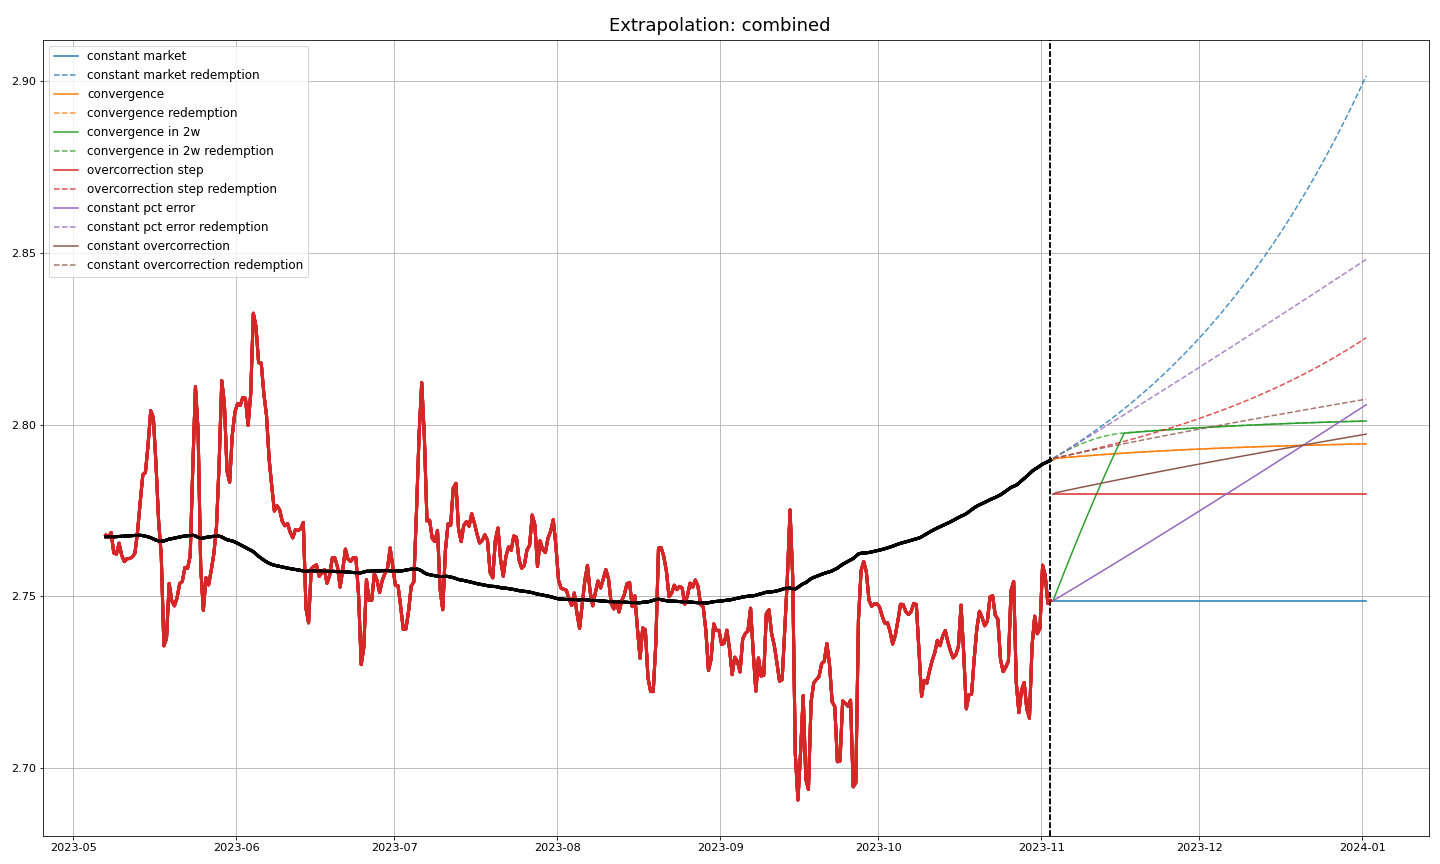 Extrapolation: combined
constant market
constant market redemption
convergence
convergence redemption
convergence in 2w
convergence in 2w redemption
overcorrection step
overcorrection step redemption
constant pct error
constant pct error redemption
constant overcorrection
constant overcorrection redemption
2.90
2.85
2.80
2.75
2.70
2023-05 2023-06 2023-07 2023-08 2023-09 2023-10 2023-11 2023-12 2024-01